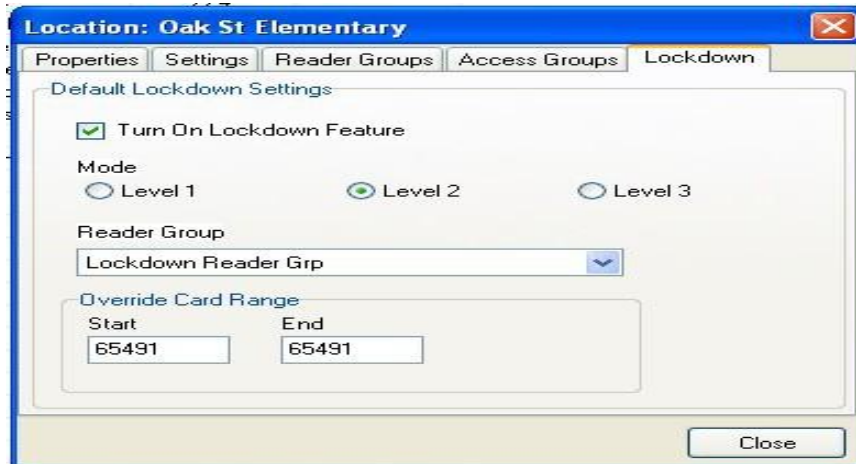 Location: Oak St Elementary
Properties Settings Reader Groups Access Groups Lockdown
Default Lockdown Settings
Turn On Lockdown Feature
Mode
Level 1 Level 2 Level 3
Reader Group
Lockdown Reader Grp
Override Card Range
Start End
65491 65491
Close